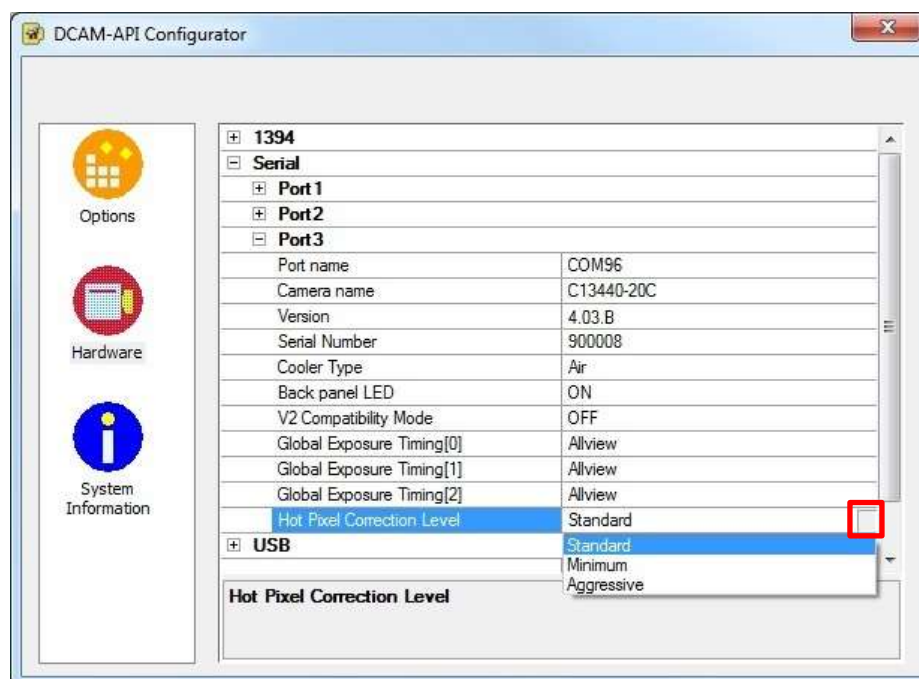 DCAM-API Configurator
Options
Hardware
System
Information
1394
Serial
Port1
Port2
Port3
Port name COM96
Camera name C13440-20C
Version 4.03.B
Serial Number 900008
Cooler Type Air
Back panel LED ON
V2 Compatibility Mode OFF
Global Exposure Timing[0] Allview
Global Exposure Timing[1] Allview
Global Exposure Timing[2] Allview
Hot Pixel Correction Level Standard
USB
Standard
Minimum
Aggressive
Hot Pixel Correction Level